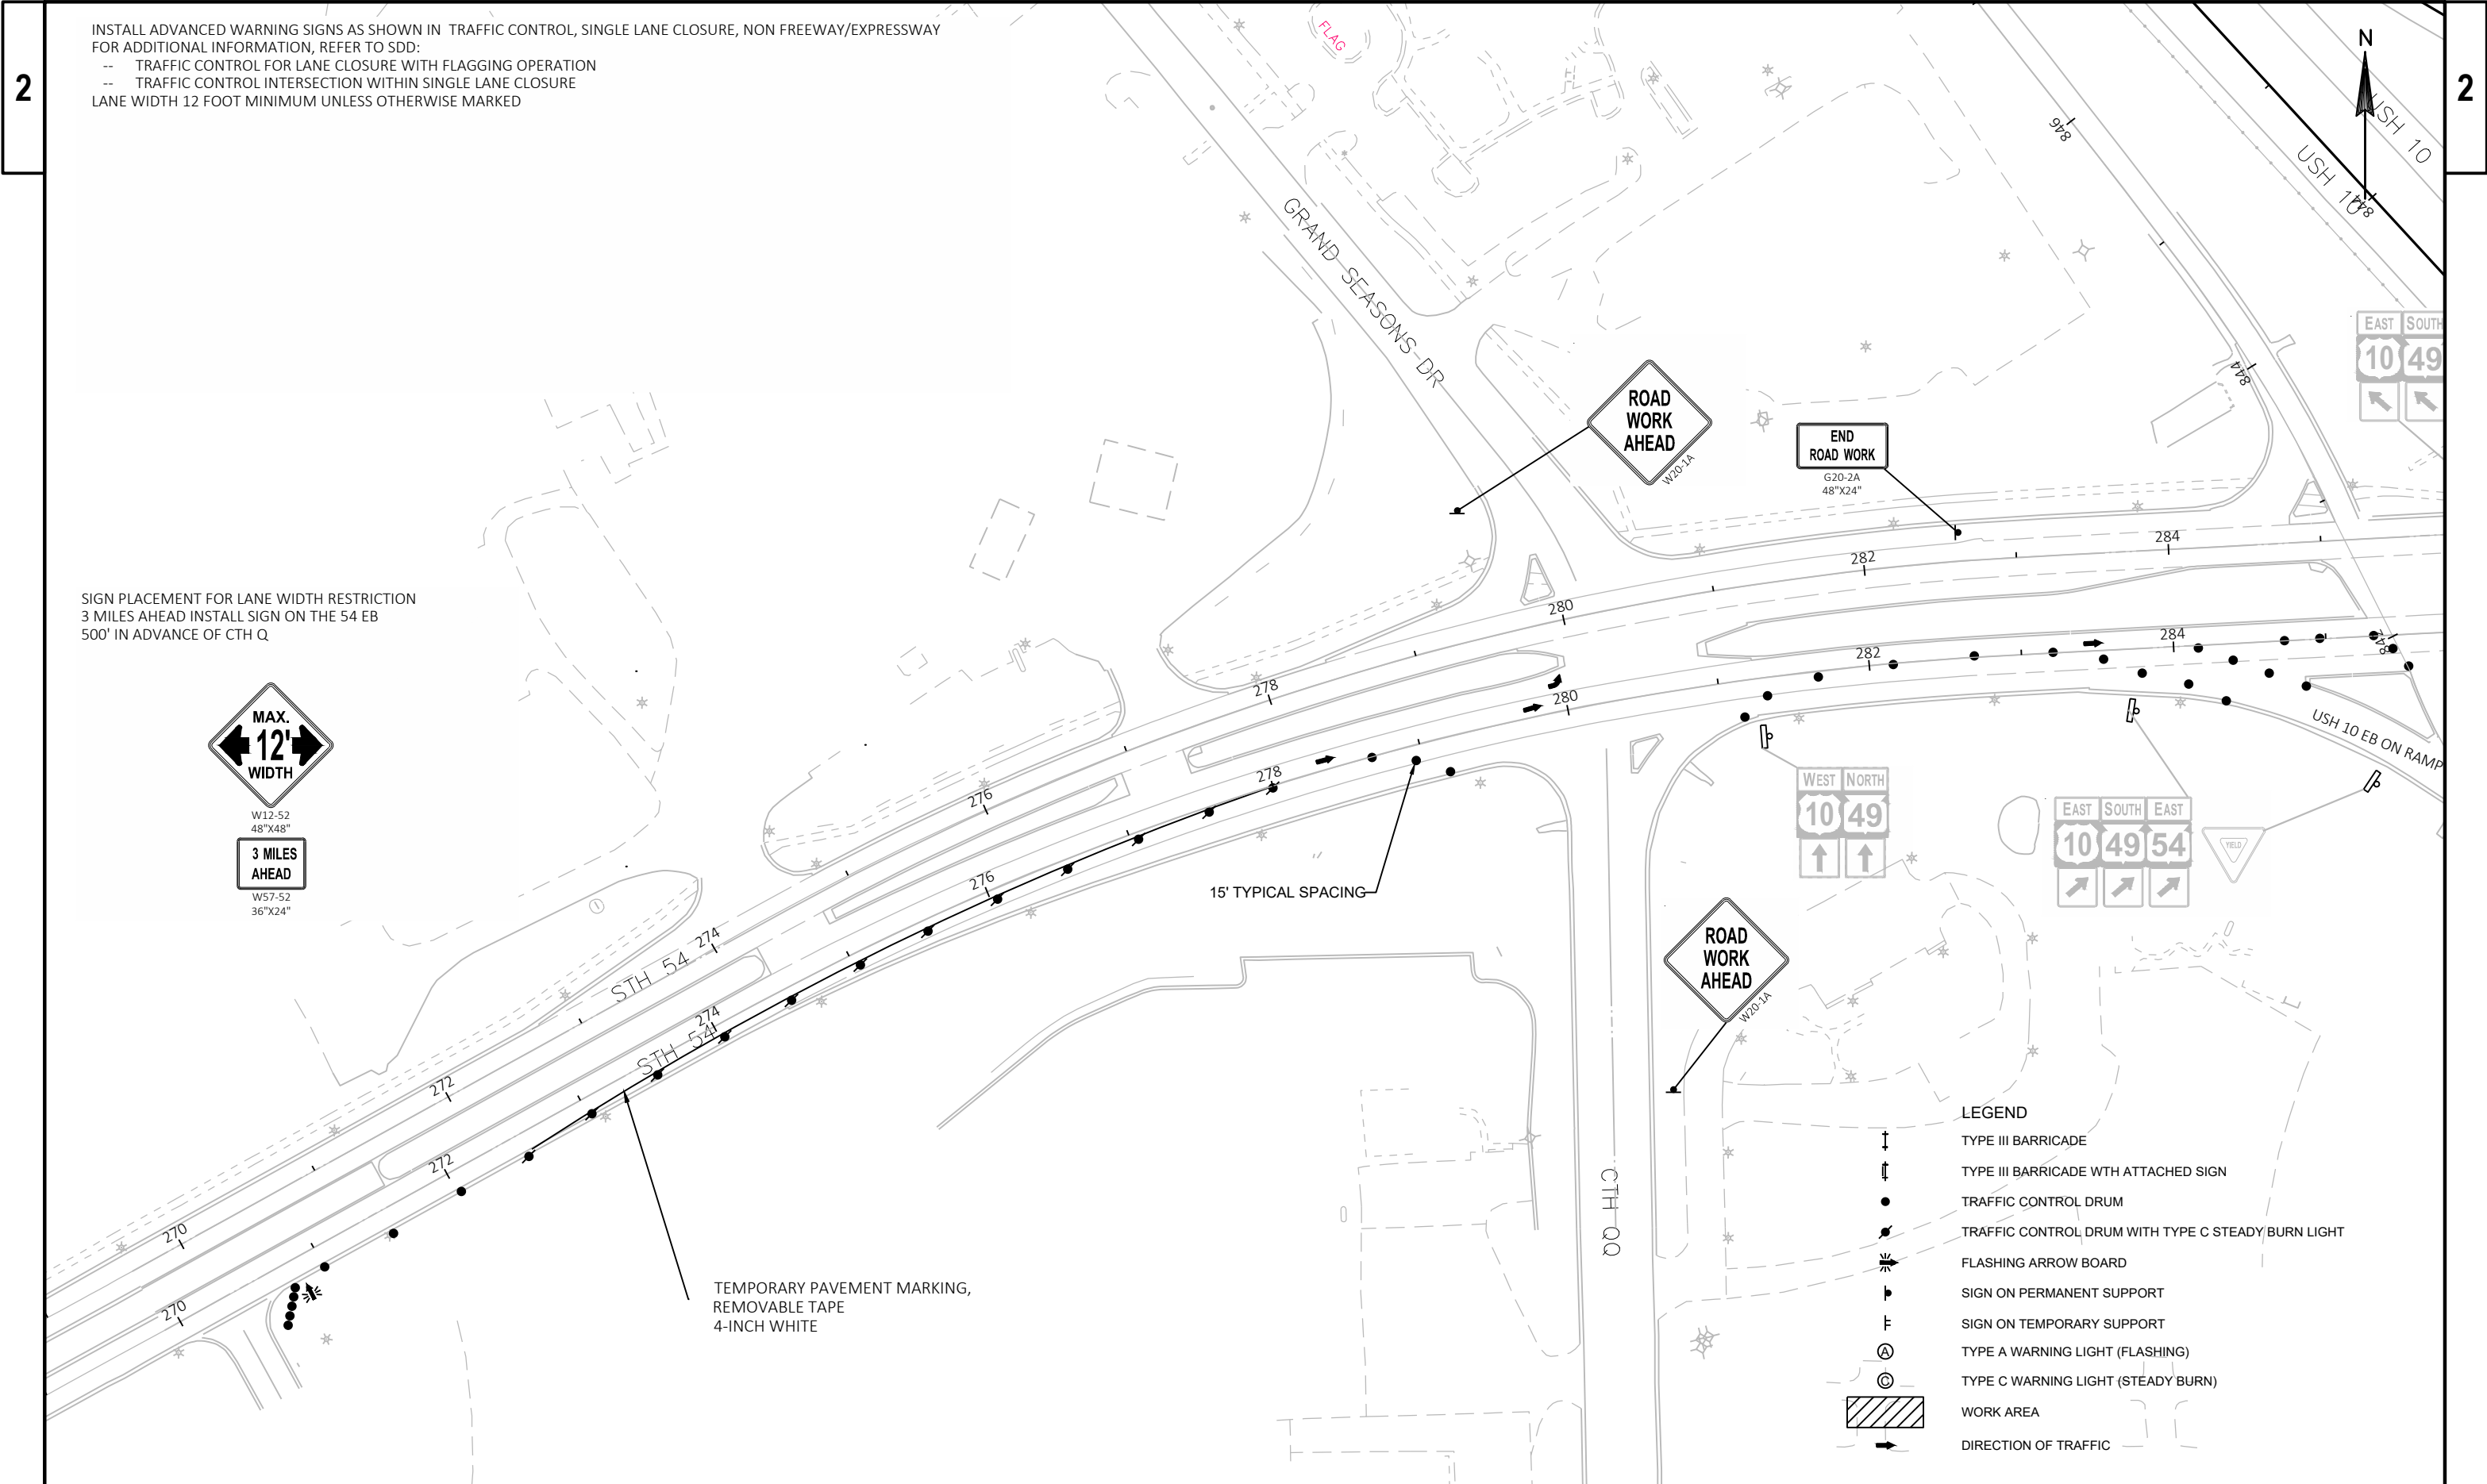 2
INSTALL ADVANCED WARNING SIGNS AS SHOWN IN TRAFFIC CONTROL, SINGLE LANE CLOSURE, NON FREEWAY/EXPRESSWAY
FOR ADDITIONAL INFORMATION, REFER TO SDD:
-- TRAFFIC CONTROL FOR LANE CLOSURE WITH FLAGGING OPERATION
-- TRAFFIC CONTROL INTERSECTION WITHIN SINGLE LANE CLOSURE
LANE WIDTH 12 FOOT MINIMUM UNLESS OTHERWISE MARKED
FLAG
N
2
USH 10
USH 10
846
844
844
GRAND SEASONS DR
EAST SOUTH
10 49
ROAD
WORK
AHEAD
W20-1A
END
ROAD WORK
G20-2A
48"X24"
SIGN PLACEMENT FOR LANE WIDTH RESTRICTION
3 MILES AHEAD INSTALL SIGN ON THE 54 EB
500' IN ADVANCE OF CTH Q
MAX.
12'
WIDTH
W12-52
48"X48"
3 MILES
AHEAD
W57-52
36"X24"
270
272
274
276
278
280
282
284
STH 54
270
272
274
276
278
280
282
284
STH 54
USH 10 EB ON RAMP
15' TYPICAL SPACING
WEST NORTH
10 49
EAST SOUTH EAST
10 49 54
YIELD
ROAD
WORK
AHEAD
W20-1A
CTH QQ
TEMPORARY PAVEMENT MARKING,
REMOVABLE TAPE
4-INCH WHITE
LEGEND
TYPE III BARRICADE
TYPE III BARRICADE WTH ATTACHED SIGN
TRAFFIC CONTROL DRUM
TRAFFIC CONTROL DRUM WITH TYPE C STEADY BURN LIGHT
FLASHING ARROW BOARD
SIGN ON PERMANENT SUPPORT
SIGN ON TEMPORARY SUPPORT
A TYPE A WARNING LIGHT (FLASHING)
C TYPE C WARNING LIGHT (STEADY BURN)
WORK AREA
DIRECTION OF TRAFFIC